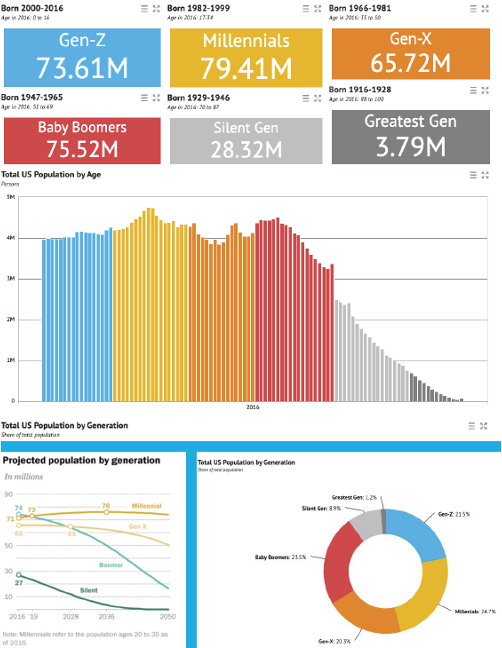 Born 2000-2016
Age in 2016: 0 to 16
Gen-Z
73.61M
Born 1982-1999
Age in 2016: 17-34
Millennials
79.41M
Born 1966-1981
Age in 2016: 35 to 50
Gen-X
65.72M
Born 1947-1965
Age in 2016: 51 to 69
Baby Boomers
75.52M
Born 1929-1946
Age in 2016: 70 to 87
Silent Gen
28.32M
Born 1916-1928
Age in 2016: 88 to 100
Greatest Gen
3.79M
Total US Population by Age
Persons
5M
4M
3M
2M
1M
0
2016
Total US Population by Generation
Share of total population
Projected population by generation
In millions
90
74
71
73
76
Millennial
66
65
Gen X
50
Boomer
30
27
Silent
10
2016 '19 2028 2036 2050
Note: Millennials refer to the population ages 20 to 35 as
of 2016.
Total US Population by Generation
Share of total population
Greatest Gen: 1.2%
Silent Gen: 8.9%
Gen-Z: 21.5%
Baby Boomers: 23.5%
Millennials: 24.7%
Gen-X: 20.3%